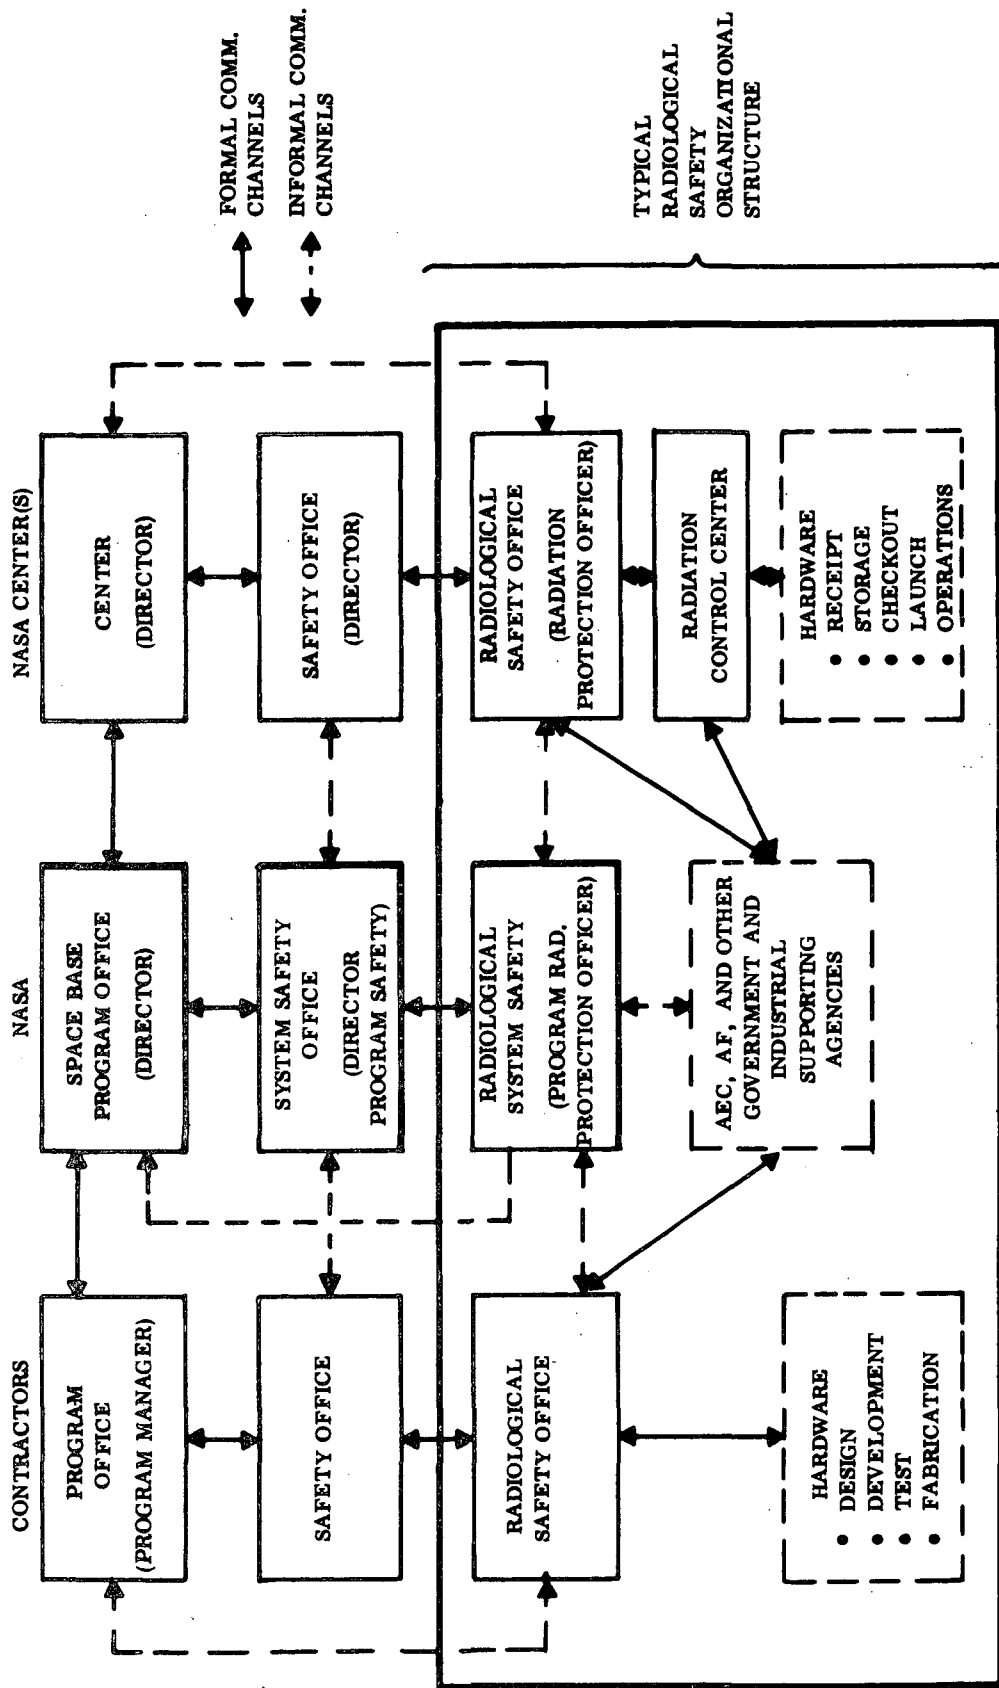 CONTRACTORS
NASA
NASA CENTER(S)
PROGRAM
OFFICE
(PROGRAM MANAGER)
SPACE BASE
PROGRAM OFFICE
(DIRECTOR)
CENTER
(DIRECTOR)
SAFETY OFFICE
SYSTEM SAFETY
OFFICE
(DIRECTOR
PROGRAM SAFETY)
SAFETY OFFICE
(DIRECTOR)
FORMAL COMM.
CHANNELS
INFORMAL COMM.
CHANNELS
RADIOLOGICAL
SAFETY OFFICE
RADIOLOGICAL
SYSTEM SAFETY
(PROGRAM RAD.
PROTECTION OFFICER)
RADIOLOGICAL
SAFETY OFFICE
(RADIATION
PROTECTION OFFICER)
RADIATION
CONTROL CENTER
AEC, AF, AND OTHER
GOVERNMENT AND
INDUSTRIAL
SUPPORTING
AGENCIES
HARDWARE
• DESIGN
• DEVELOPMENT
• TEST
• FABRICATION
HARDWARE
• RECEIPT
• STORAGE
• CHECKOUT
• LAUNCH
• OPERATIONS
TYPICAL
RADIOLOGICAL
SAFETY
ORGANIZATIONAL
STRUCTURE